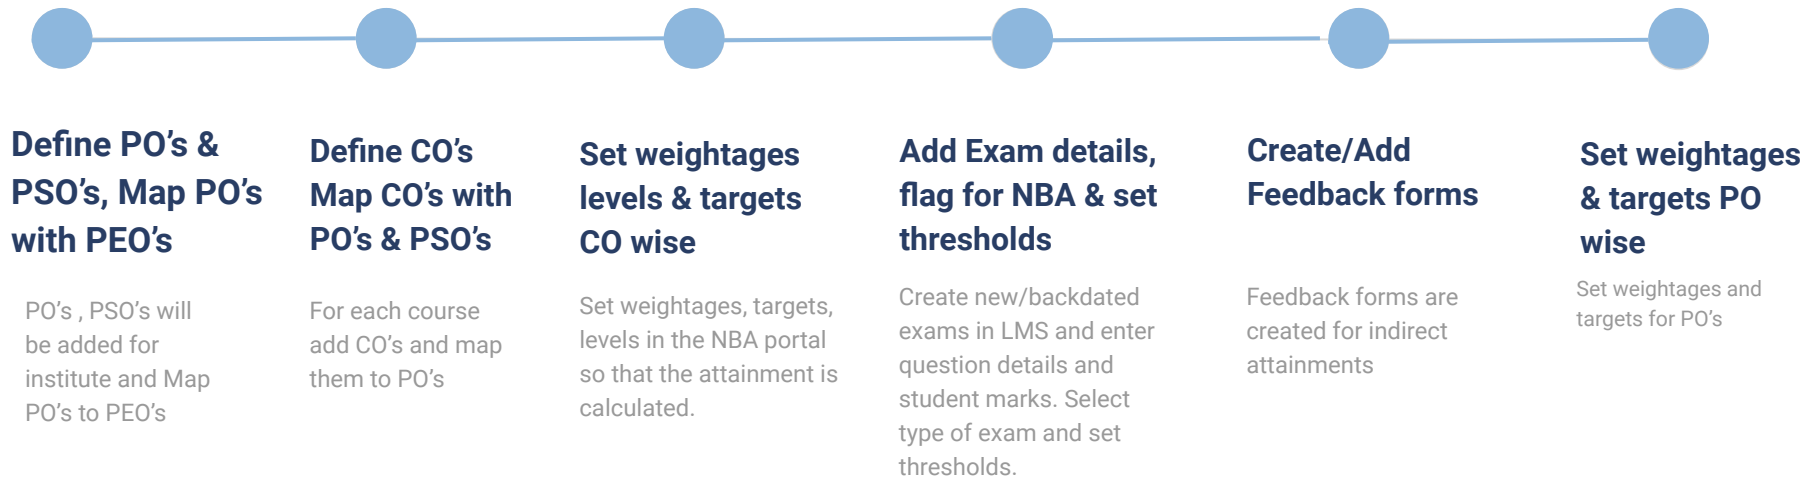 Define PO’s &
PSO’s, Map PO’s
with PEO’s
PO’s , PSO’s will
be added for
institute and Map
PO’s to PEO’s
Define CO’s
Map CO’s with
PO’s & PSO’s
For each course
add CO’s and map
them to PO’s
Set weightages
levels & targets
CO wise
Set weightages, targets,
levels in the NBA portal
so that the attainment is
calculated.
Add Exam details,
flag for NBA & set
thresholds
Create new/backdated
exams in LMS and enter
question details and
student marks. Select
type of exam and set
thresholds.
Create/Add
Feedback forms
Feedback forms are
created for indirect
attainments
Set weightages
& targets PO
wise
Set weightages and
targets for PO’s